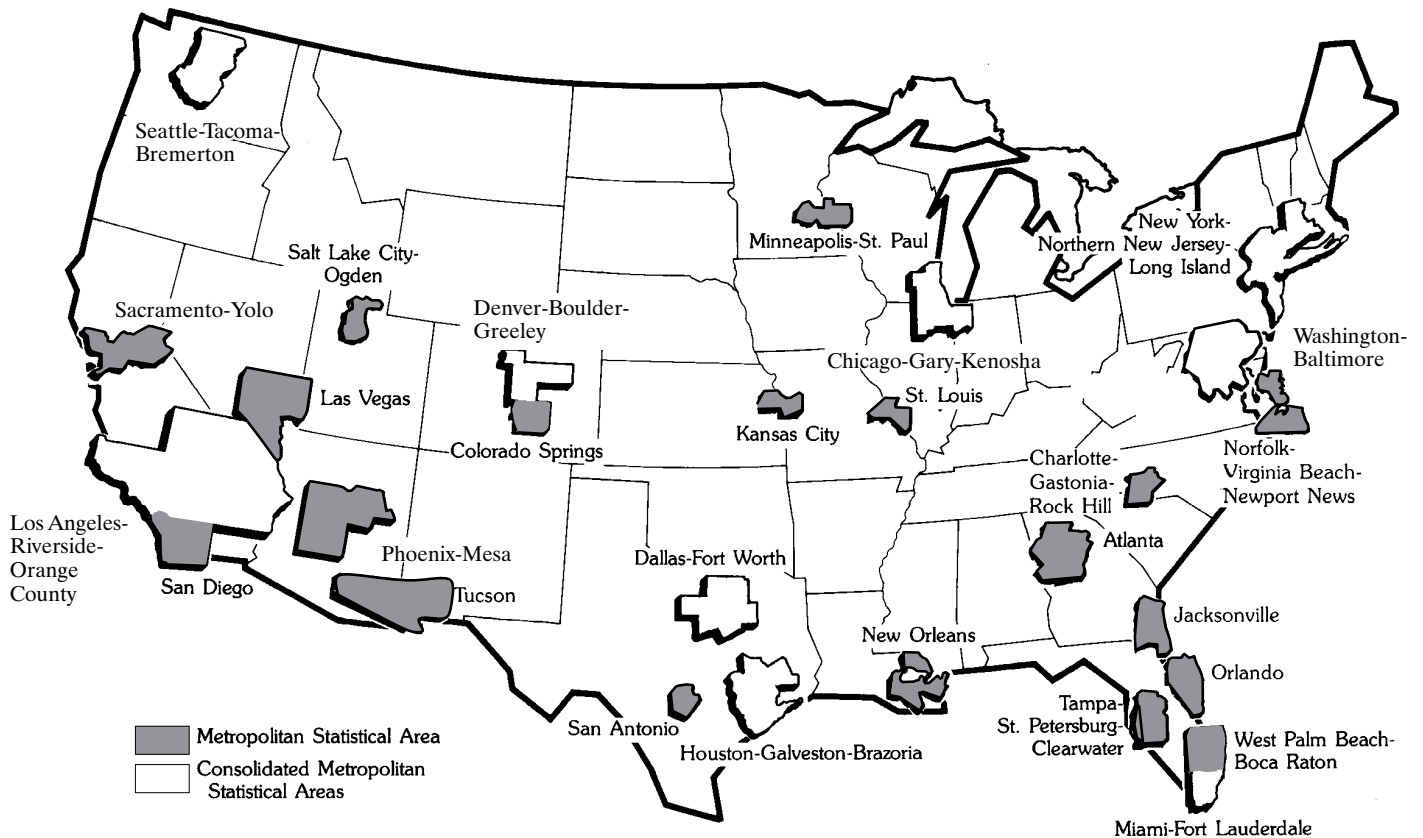 Seattle-Tacoma-
Bremerton
Minneapolis-St. Paul
New York-
Northern New Jersey-
Long Island
Salt Lake City-
Ogden
Sacramento-Yolo
Denver-Boulder-
Greeley
Washington-
Baltimore
Chicago-Gary-Kenosha
Las Vegas
St. Louis
Kansas City
Colorado Springs
Norfolk-
Virginia Beach-
Newport News
Charlotte-
Gastonia-
Rock Hill
Los Angeles-
Riverside-
Orange
County
Phoenix-Mesa
Atlanta
San Diego
Tucson
Dallas-Fort Worth
Jacksonville
New Orleans
Orlando
Tampa-
St. Petersburg-
Clearwater
San Antonio
Houston-Galveston-Brazoria
West Palm Beach-
Boca Raton
Miami-Fort Lauderdale
Metropolitan Statistical Area
Consolidated Metropolitan
Statistical Areas